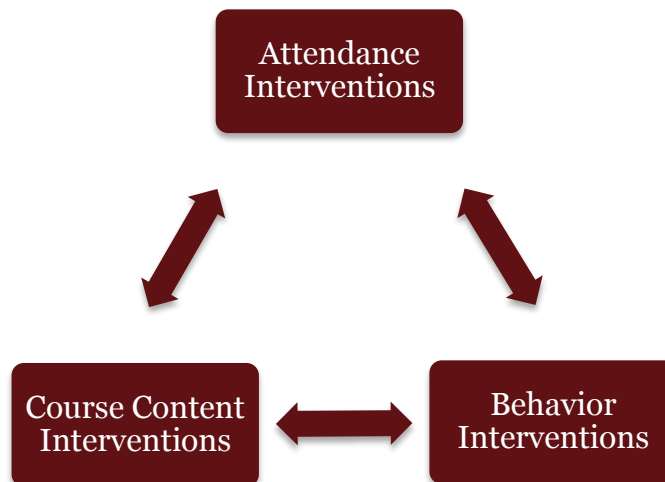 Attendance
Interventions
Course Content
Interventions
Behavior
Interventions